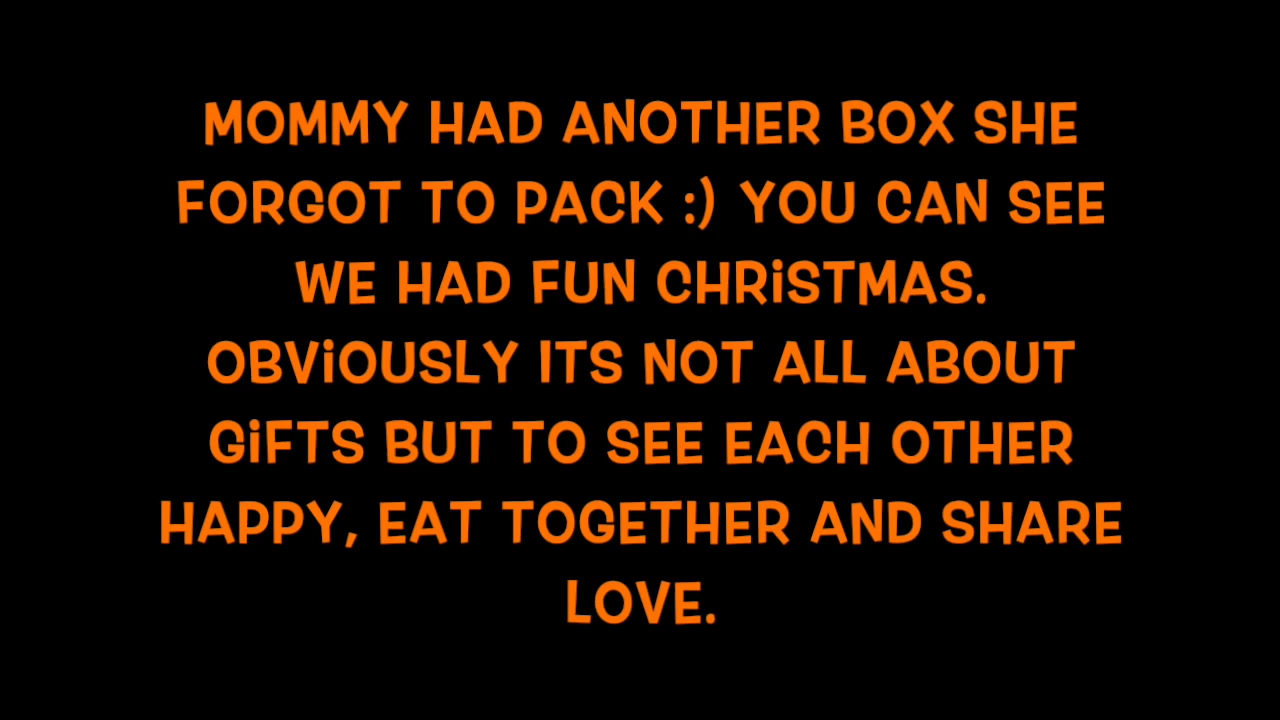 MOMMY HAD ANOTHER BOX SHE
FORGOT TO PACK :) YOU CAN SEE
WE HAD FUN CHRiSTMAS.
OBViOUSLY ITS NOT ALL ABOUT
GiFTS BUT TO SEE EACH OTHER
HAPPY, EAT TOGETHER AND SHARE
LOVE.